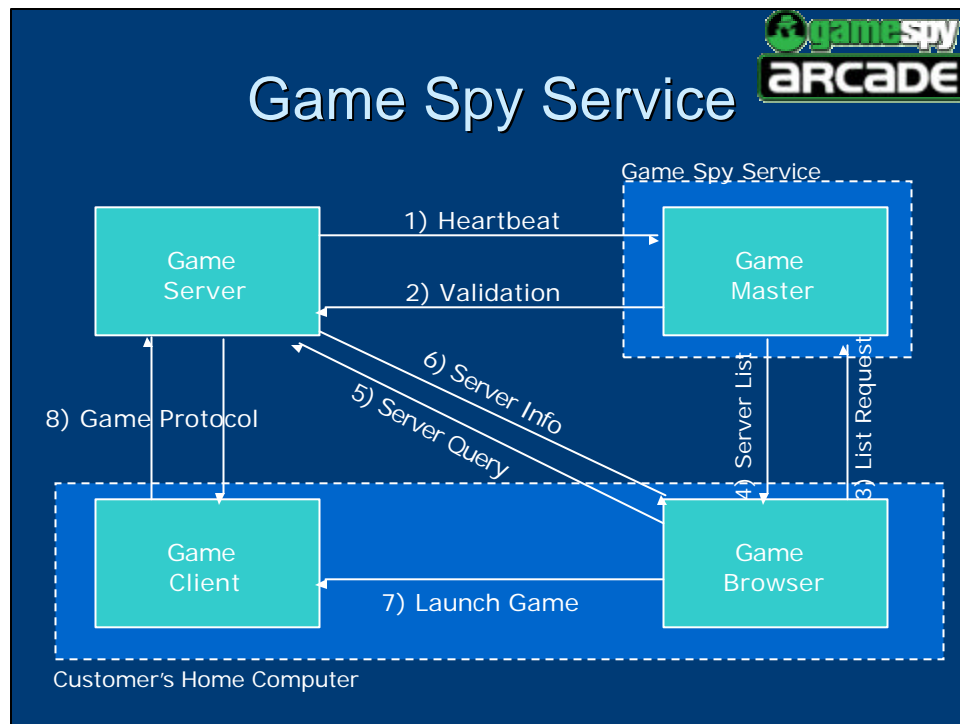 gamespy
ARCADE
Game Spy Service
Game Spy Service
Game
Server
1) Heartbeat
2) Validation
Game
Master
6) Server Info
5) Server Query
4) Server List
3) List Request
8) Game Protocol
Game
Client
7) Launch Game
Game
Browser
Customer's Home Computer